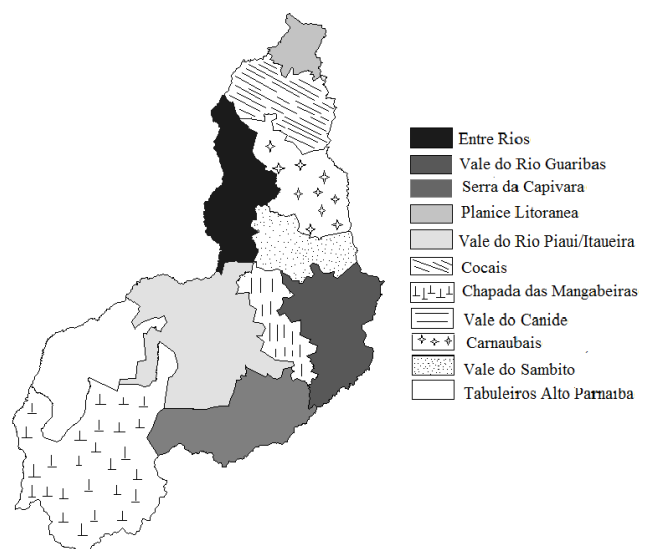 Entre Rios
Vale do Rio Guaribas
Serra da Capivara
Planice Litoranea
Vale do Rio Piaui/Itaueira
Cocais
Chapada das Mangabeiras
Vale do Canide
Carnaubais
Vale do Sambito
Tabuleiros Alto Parnaiba